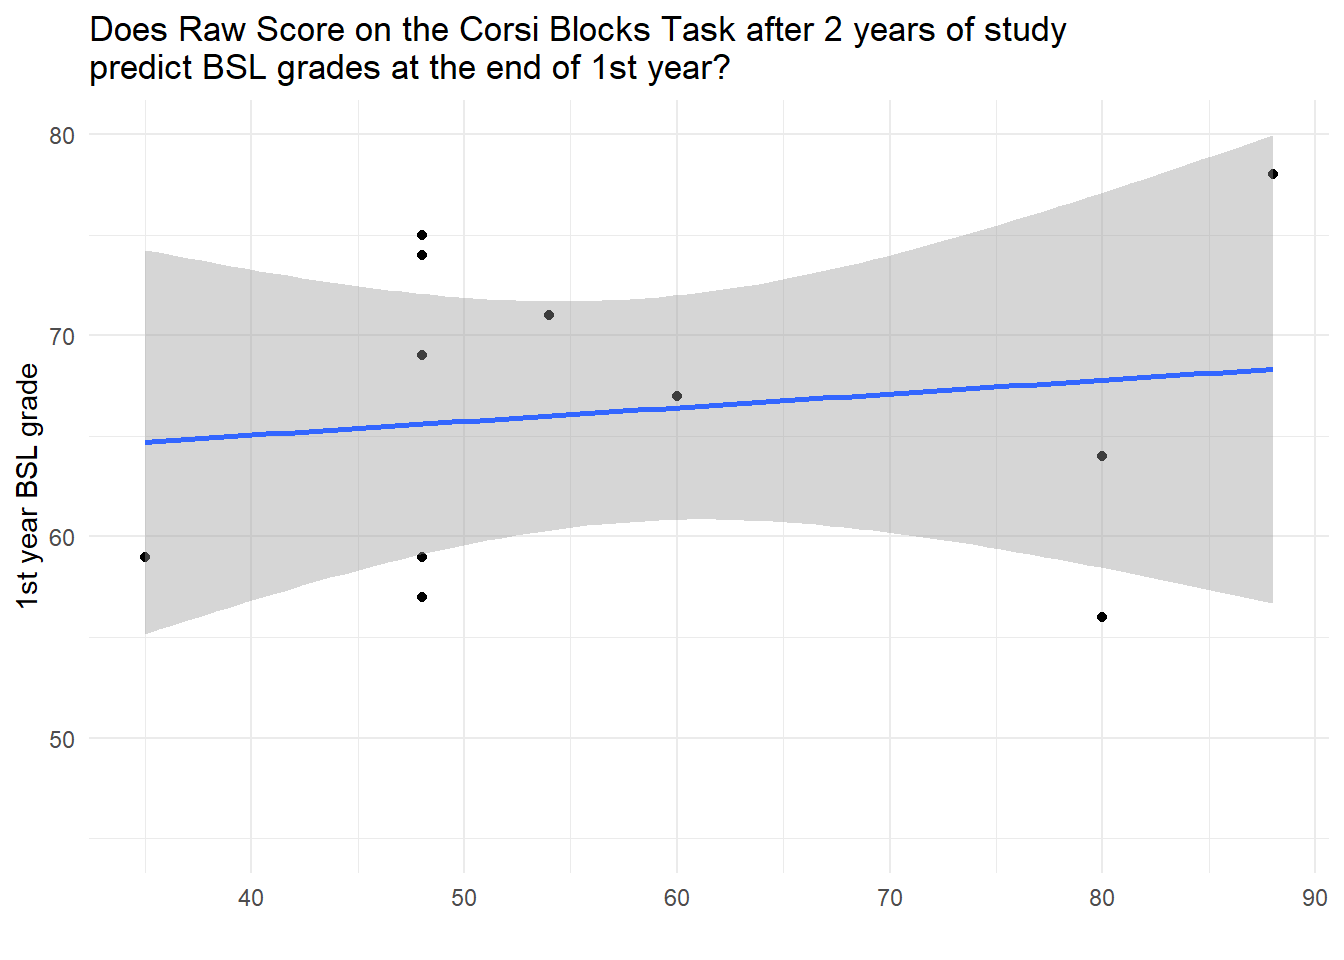 Does Raw Score on the Corsi Blocks Task after 2 years of study
predict BSL grades at the end of 1st year?
80
70
60
50
1st year BSL grade
40 50 60 70 80 90